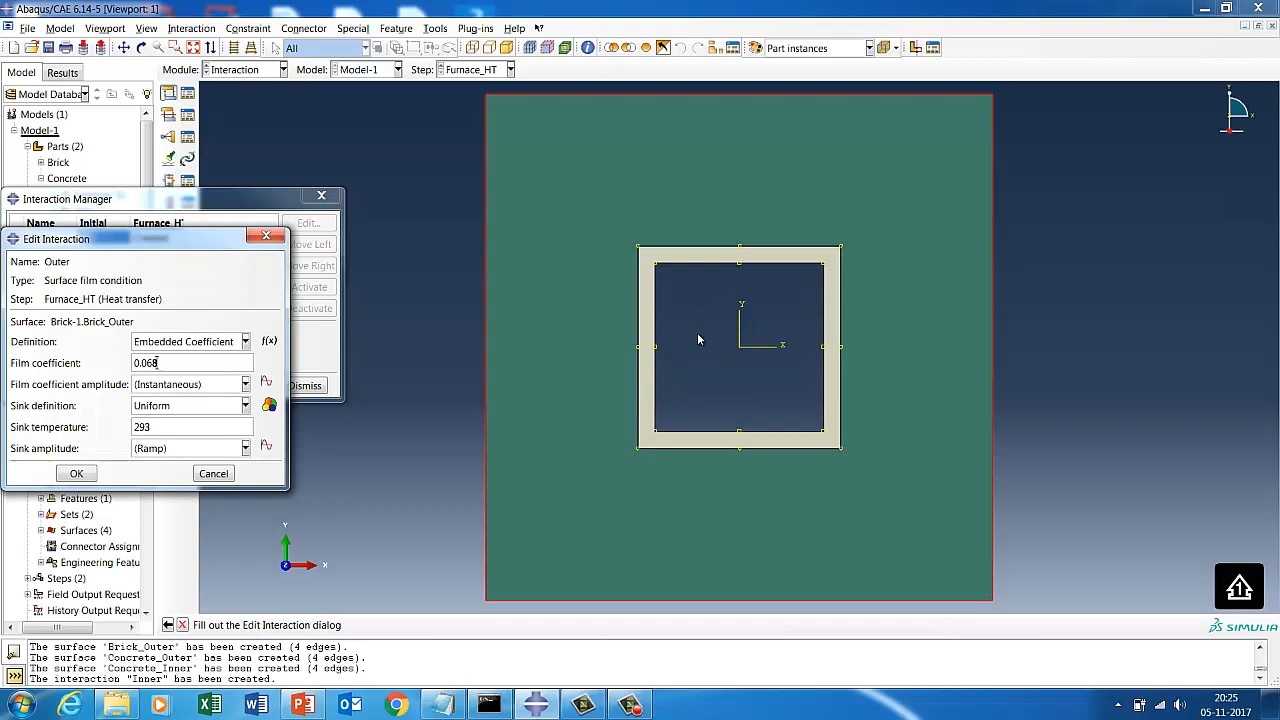 Abaqus/CAE 6.14-5 [Viewport: 1]
File Model Viewport View Interaction Constraint Connector Special Feature Tools Plug-ins Help
All Part instances
Model Results Module: Interaction Model: Model-1 Step: Furnace_HT
Model Databa
Models (1)
Model-1
Parts (2)
Brick
Concrete
Interaction Manager
Name Initial Furnace_H
Edit...
Move Left
Move Right
Activate
Deactivate
Dismiss
Edit Interaction
Name: Outer
Type: Surface film condition
Step: Furnace_HT (Heat transfer)
Surface: Brick-1.Brick_Outer
Definition: Embedded Coefficient f(x)
Film coefficient: 0.068
Film coefficient amplitude: (Instantaneous)
Sink definition: Uniform
Sink temperature: 293
Sink amplitude: (Ramp)
OK Cancel
Features (1)
Sets (2)
Surfaces (4)
Connector Assignn
Engineering Featu
Steps (2)
Field Output Reque
History Output Requ
Y
X
Y
X
Z
Y
X
1
Fill out the Edit Interaction dialog
SIMULIA
The surface 'Brick_Outer' has been created (4 edges).
The surface 'Concrete_Outer' has been created (4 edges).
The surface 'Concrete_Inner' has been created (4 edges).
The interaction "Inner" has been created.
20:25
05-11-2017